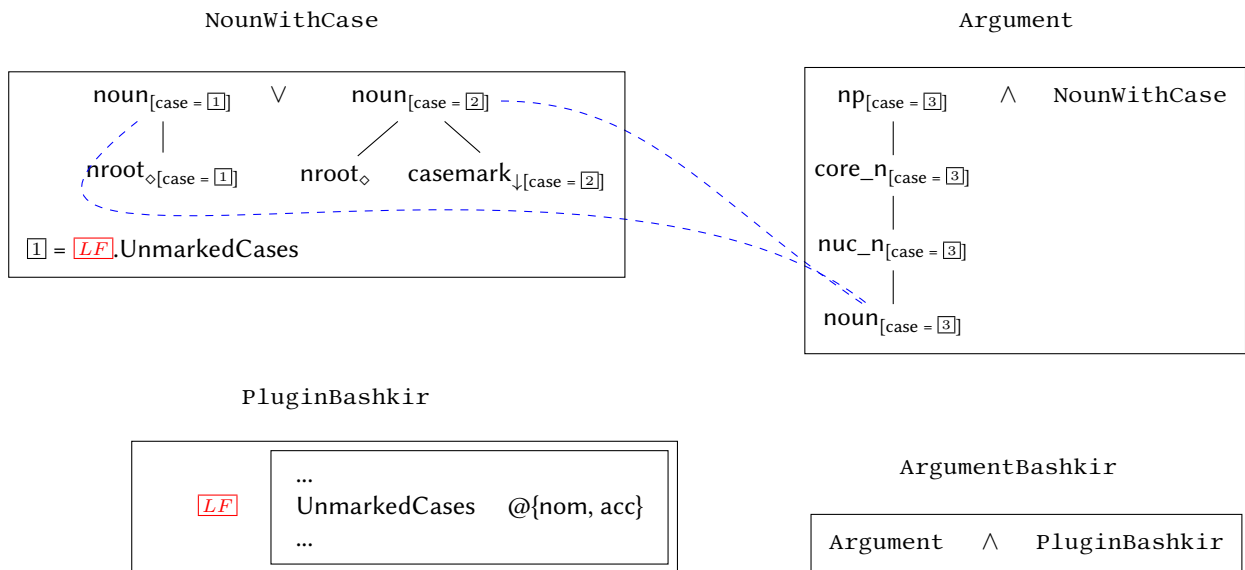 NounWithCase
noun[case = 1] ∨ noun[case = 2]
nroot◇[case = 1] nroot◇ casemark↓[case = 2]
1 = LF.UnmarkedCases
Argument
np[case = 3] ∧ NounWithCase
core_n[case = 3]
nuc_n[case = 3]
noun[case = 3]
PluginBashkir
...
LF UnmarkedCases @{nom, acc}
...
ArgumentBashkir
Argument ∧ PluginBashkir